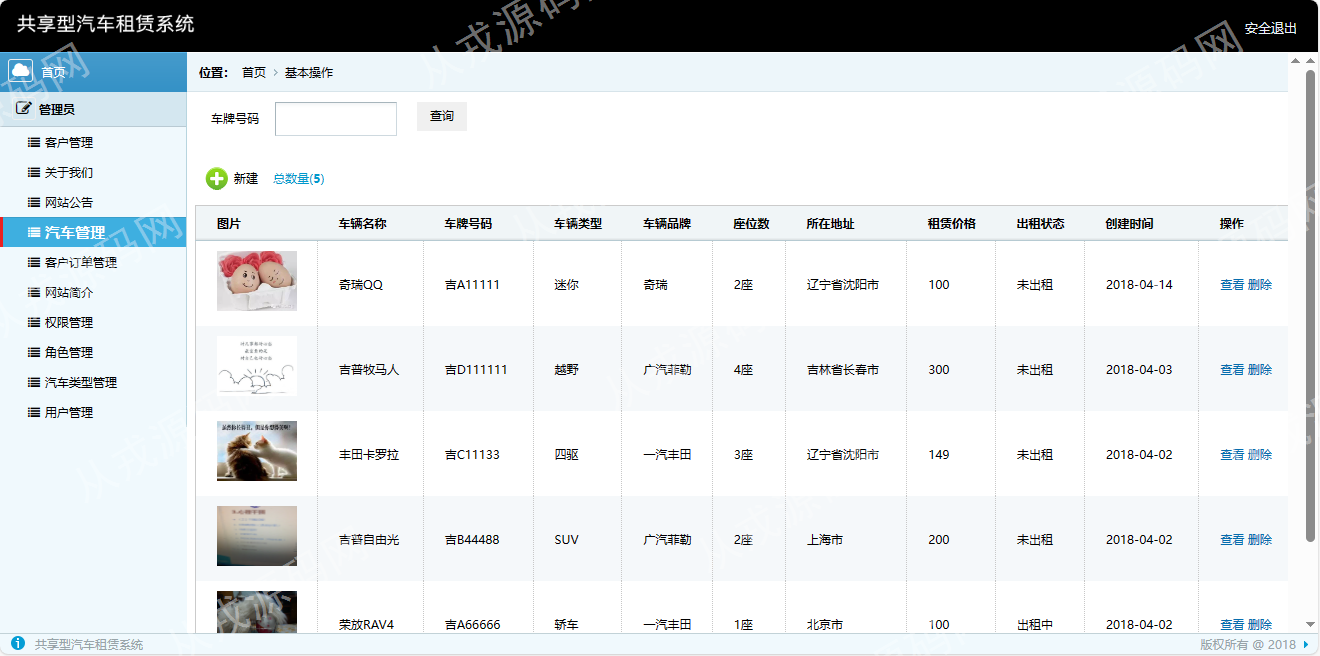 共享型汽车租赁系统
安全退出
首页
位置： 首页 › 基本操作
管理员
客户管理
关于我们
网站公告
汽车管理
客户订单管理
网站简介
权限管理
角色管理
汽车类型管理
用户管理
车牌号码 查询
新建 总数量(5)
图片 车辆名称 车牌号码 车辆类型 车辆品牌 座位数 所在地址 租赁价格 出租状态 创建时间 操作
奇瑞QQ 吉A11111 迷你 奇瑞 2座 辽宁省沈阳市 100 未出租 2018-04-14 查看 删除
吉普牧马人 吉D111111 越野 广汽菲勒 4座 吉林省长春市 300 未出租 2018-04-03 查看 删除
丰田卡罗拉 吉C11133 四驱 一汽丰田 3座 辽宁省沈阳市 149 未出租 2018-04-02 查看 删除
吉普自由光 吉B44488 SUV 广汽菲勒 2座 上海市 200 未出租 2018-04-02 查看 删除
荣放RAV4 吉A66666 轿车 一汽丰田 1座 北京市 100 出租中 2018-04-02 查看 删除
共享型汽车租赁系统
版权所有 @ 2018
从戎源码网